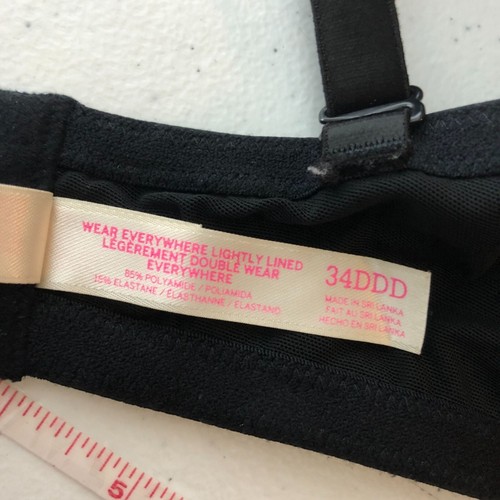 WEAR EVERYWHERE LIGHTLY LINED
LÉGÈREMENT DOUBLÉ WEAR
EVERYWHERE
85% POLYAMIDE / POLIAMIDA
15% ELASTANE / ÉLASTHANNE / ELASTANO
34DDD
MADE IN SRI LANKA
FAIT AU SRI LANKA
HECHO EN SRI LANKA
5